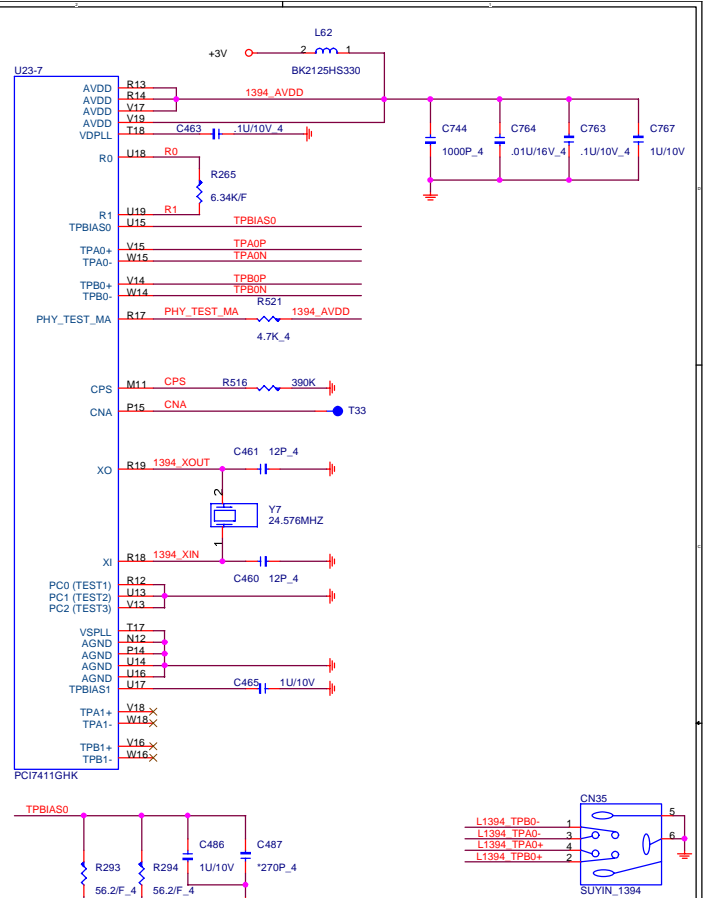 L62
+3V
2
1
BK2125HS330
U23-7
AVDD R13
AVDD R14
1394_AVDD
AVDD V17
AVDD V19
VDPLL T18
C463 .1U/10V_4
C744
1000P_4
C764
.01U/16V_4
C763
.1U/10V_4
C767
1U/10V
R0 U18 R0
R265
6.34K/F
R1 U19 R1
TPBIAS0 U15 TPBIAS0
TPA0+ V15 TPA0P
TPA0- W15 TPA0N
TPB0+ V14 TPB0P
TPB0- W14 TPB0N
R521
PHY_TEST_MA R17 PHY_TEST_MA 1394_AVDD
4.7K_4
CPS M11 CPS R516 390K
CNA P15 CNA T33
C461 12P_4
XO R19 1394_XOUT
2
Y7
24.576MHZ
1
XI R18 1394_XIN
C460 12P_4
PC0 (TEST1) R12
PC1 (TEST2) U13
PC2 (TEST3) V13
VSPLL T17
AGND N12
AGND P14
AGND U14
AGND U16
TPBIAS1 U17
C465 1U/10V
TPA1+ V18
TPA1- W18
TPB1+ V16
TPB1- W16
PCI7411GHK
TPBIAS0
R293
56.2/F_4
R294
56.2/F_4
C486
1U/10V
C487
*270P_4
CN35
L1394_TPB0- 1
L1394_TPA0- 3
L1394_TPA0+ 4
L1394_TPB0+ 2
5
6
SUYIN_1394